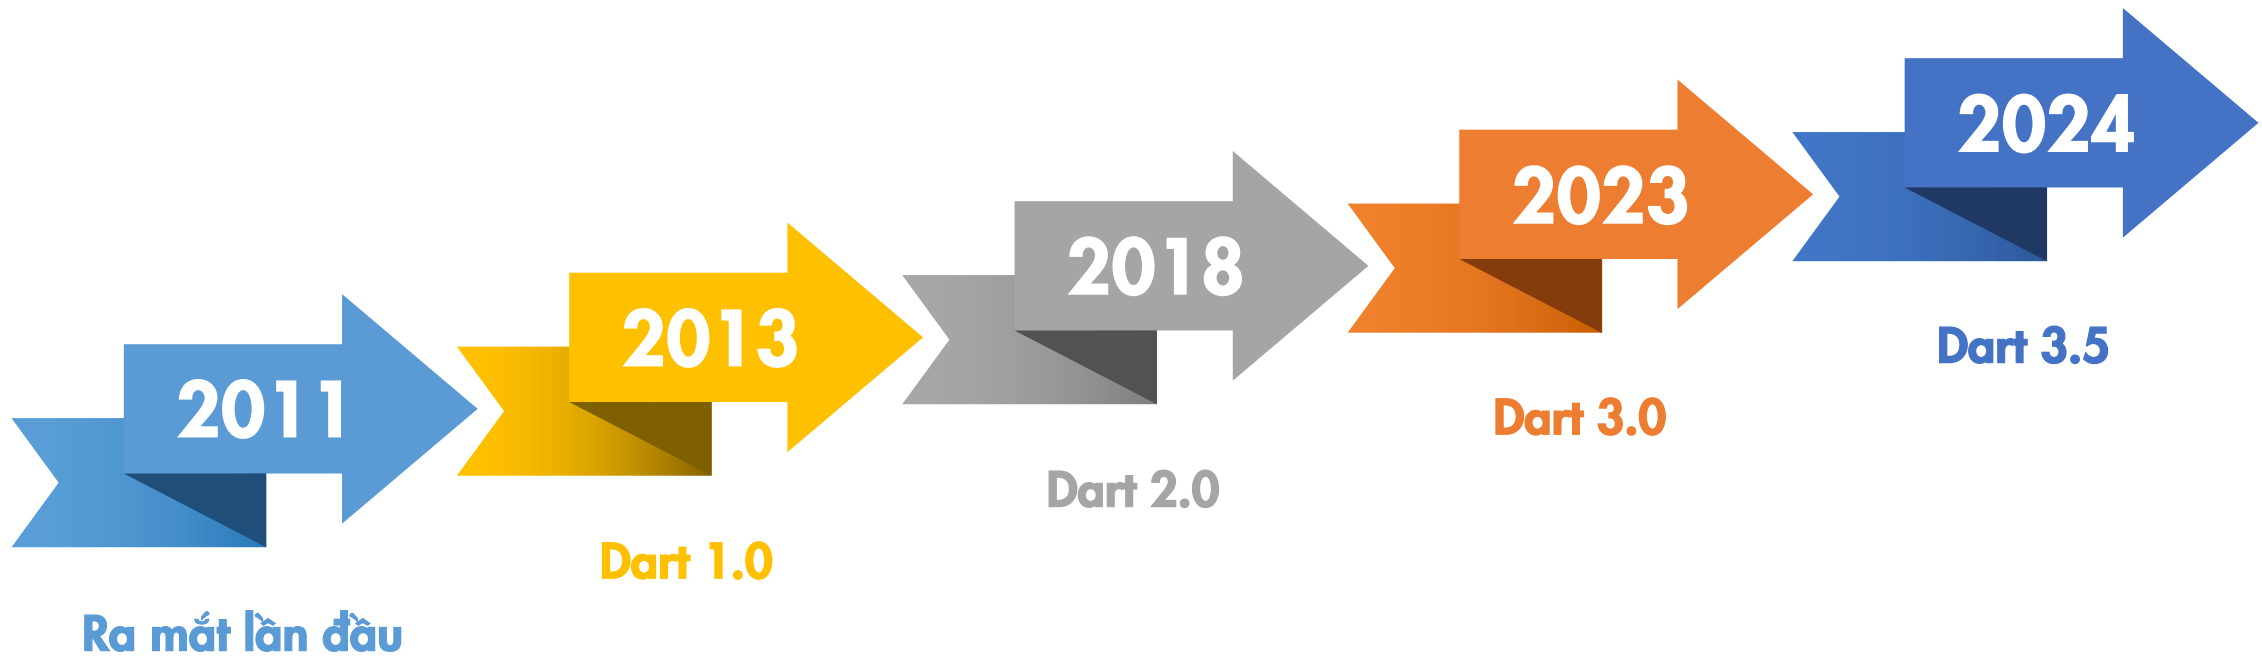 2011
Ra mắt lần đầu
2013
Dart 1.0
2018
Dart 2.0
2023
Dart 3.0
2024
Dart 3.5